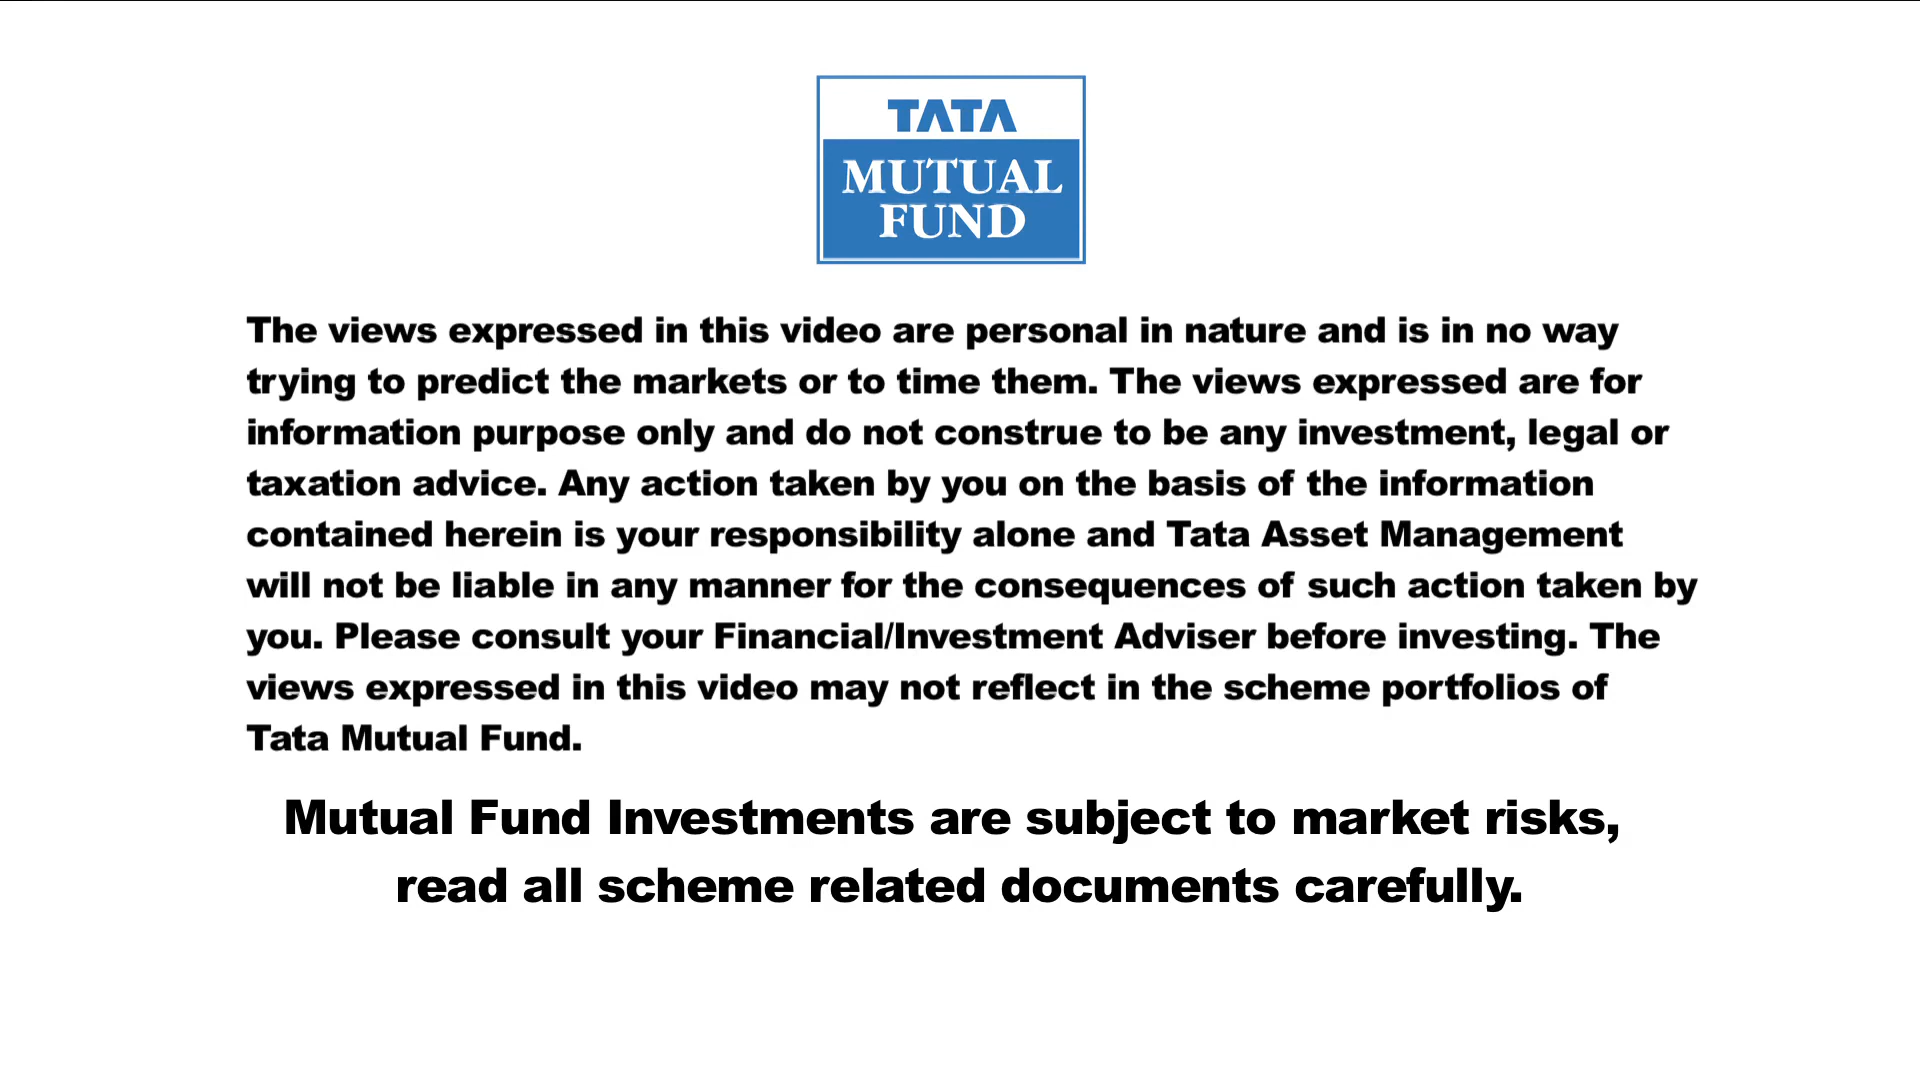 TATA
MUTUAL
FUND
The views expressed in this video are personal in nature and is in no way
trying to predict the markets or to time them. The views expressed are for
information purpose only and do not construe to be any investment, legal or
taxation advice. Any action taken by you on the basis of the information
contained herein is your responsibility alone and Tata Asset Management
will not be liable in any manner for the consequences of such action taken by
you. Please consult your Financial/Investment Adviser before investing. The
views expressed in this video may not reflect in the scheme portfolios of
Tata Mutual Fund.
Mutual Fund Investments are subject to market risks,
read all scheme related documents carefully.